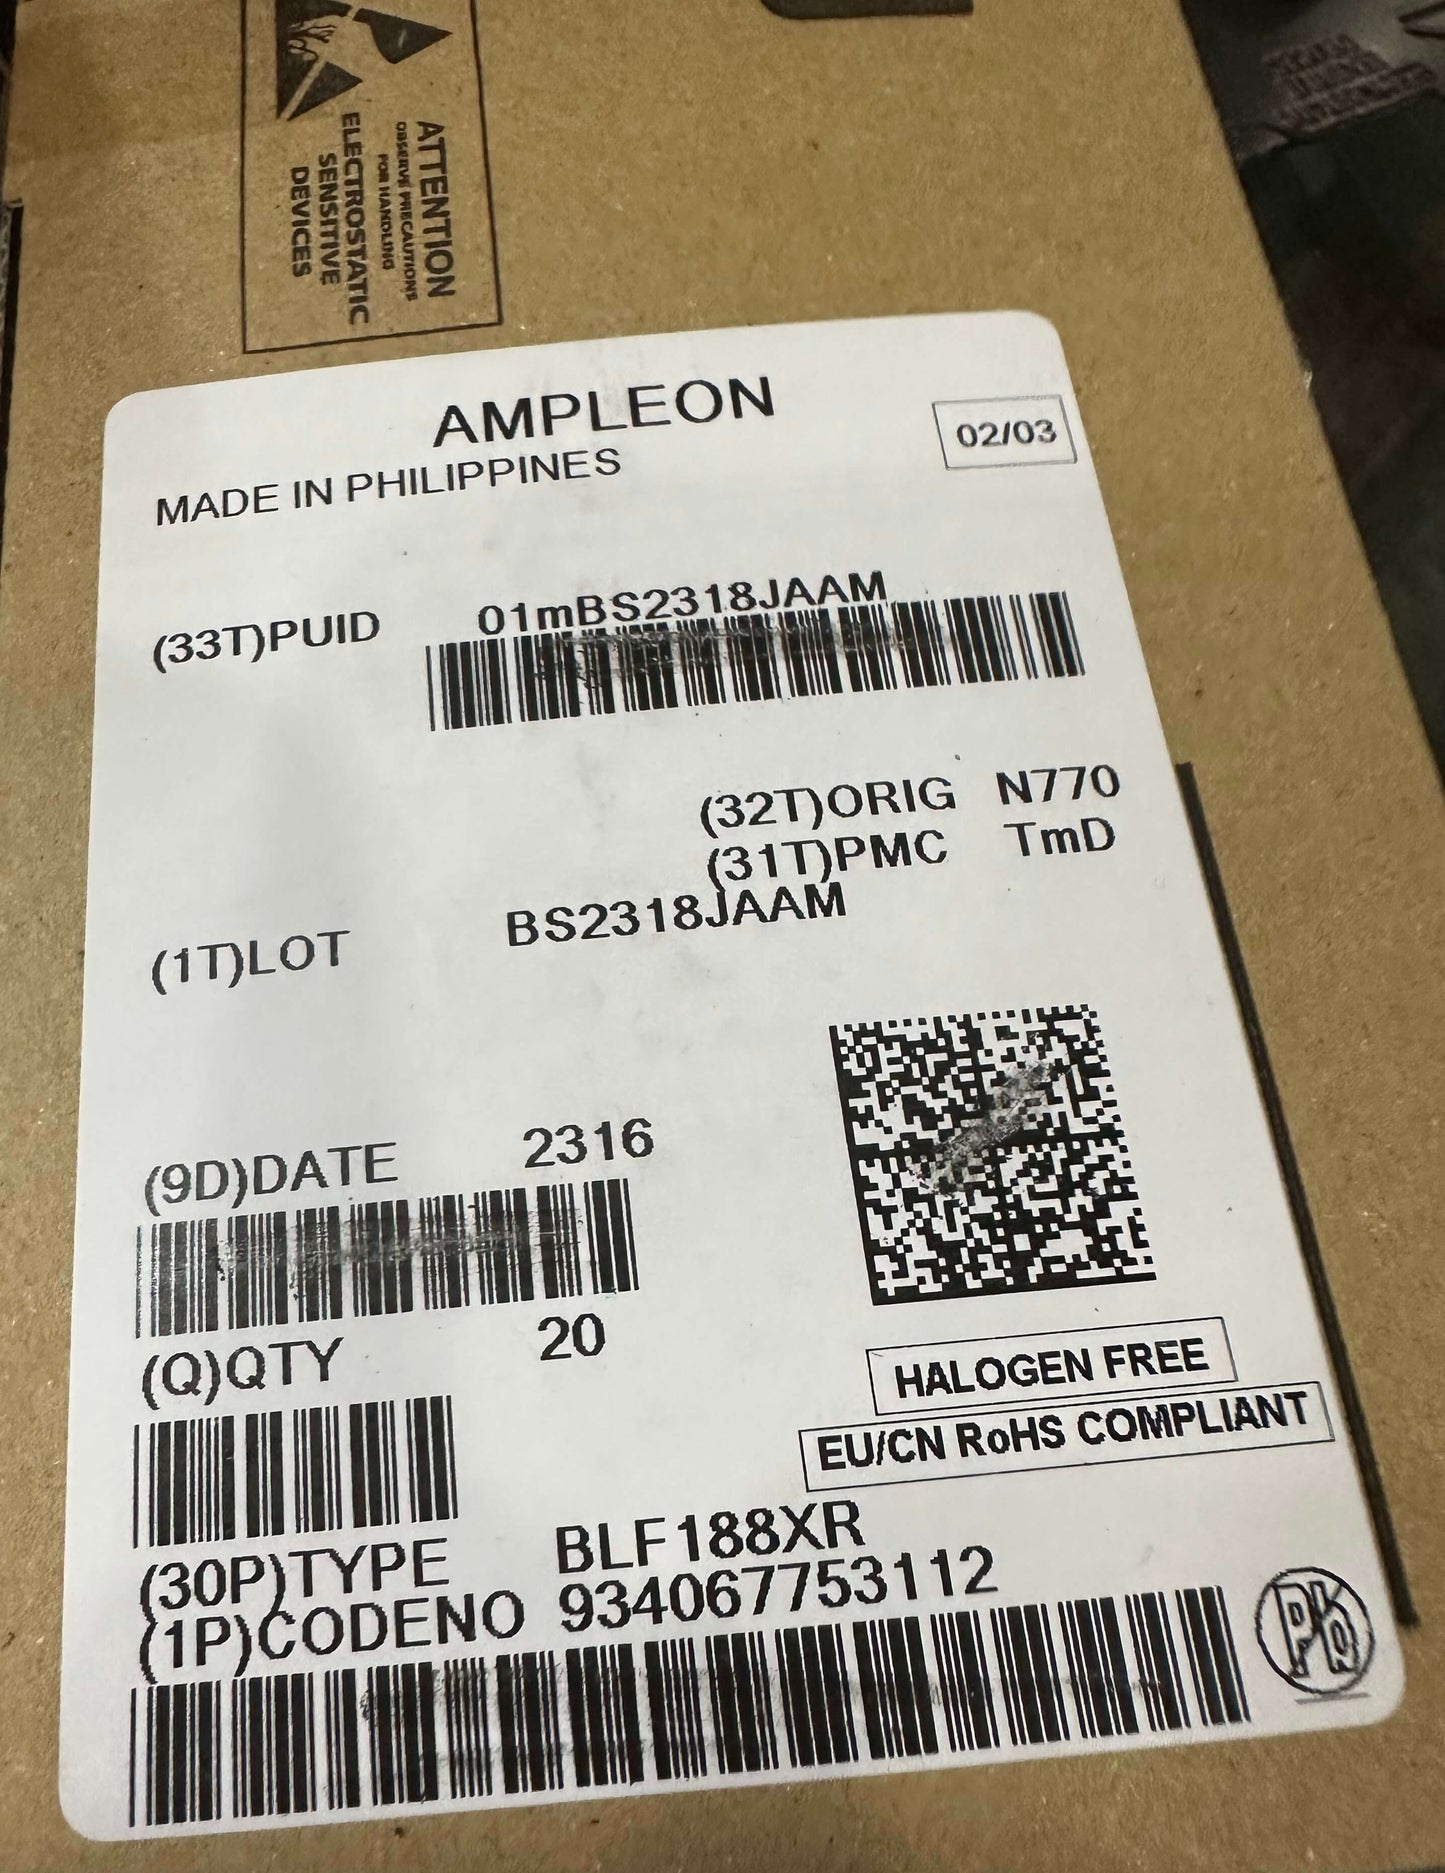 ATTENTION
OBSERVE PRECAUTIONS
FOR HANDLING
ELECTROSTATIC
SENSITIVE
DEVICES
AMPLEON
02/03
MADE IN PHILIPPINES
(33T)PUID 01mBS2318JAAM
(32T)ORIG N770
(31T)PMC TmD
(1T)LOT BS2318JAAM
(9D)DATE 2316
(Q)QTY 20
HALOGEN FREE
EU/CN RoHS COMPLIANT
(30P)TYPE BLF188XR
(1P)CODENO 934067753112
Pb